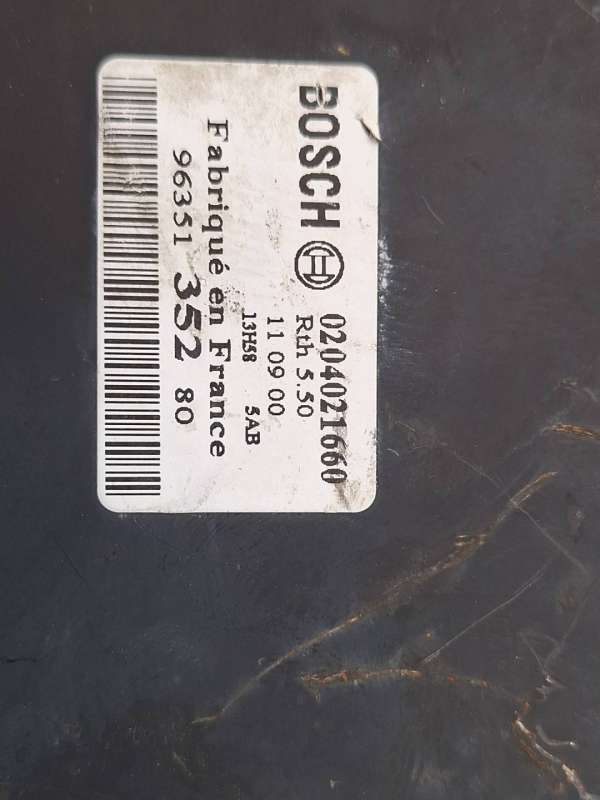 BOSCH 0204021660
Rth 5.50
11 09 00
13H58 5AB
Fabriqué en France
96351 352 80